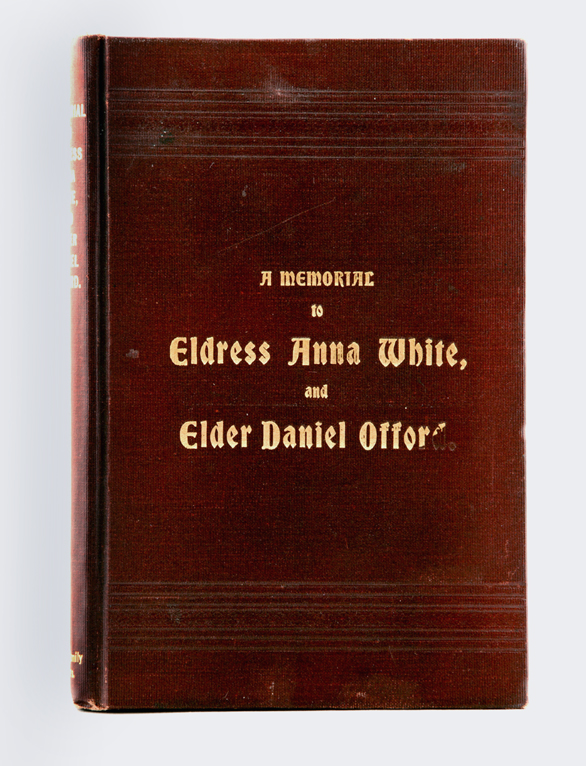 A MEMORIAL
to
Eldress Anna White,
and
Elder Daniel Offord.